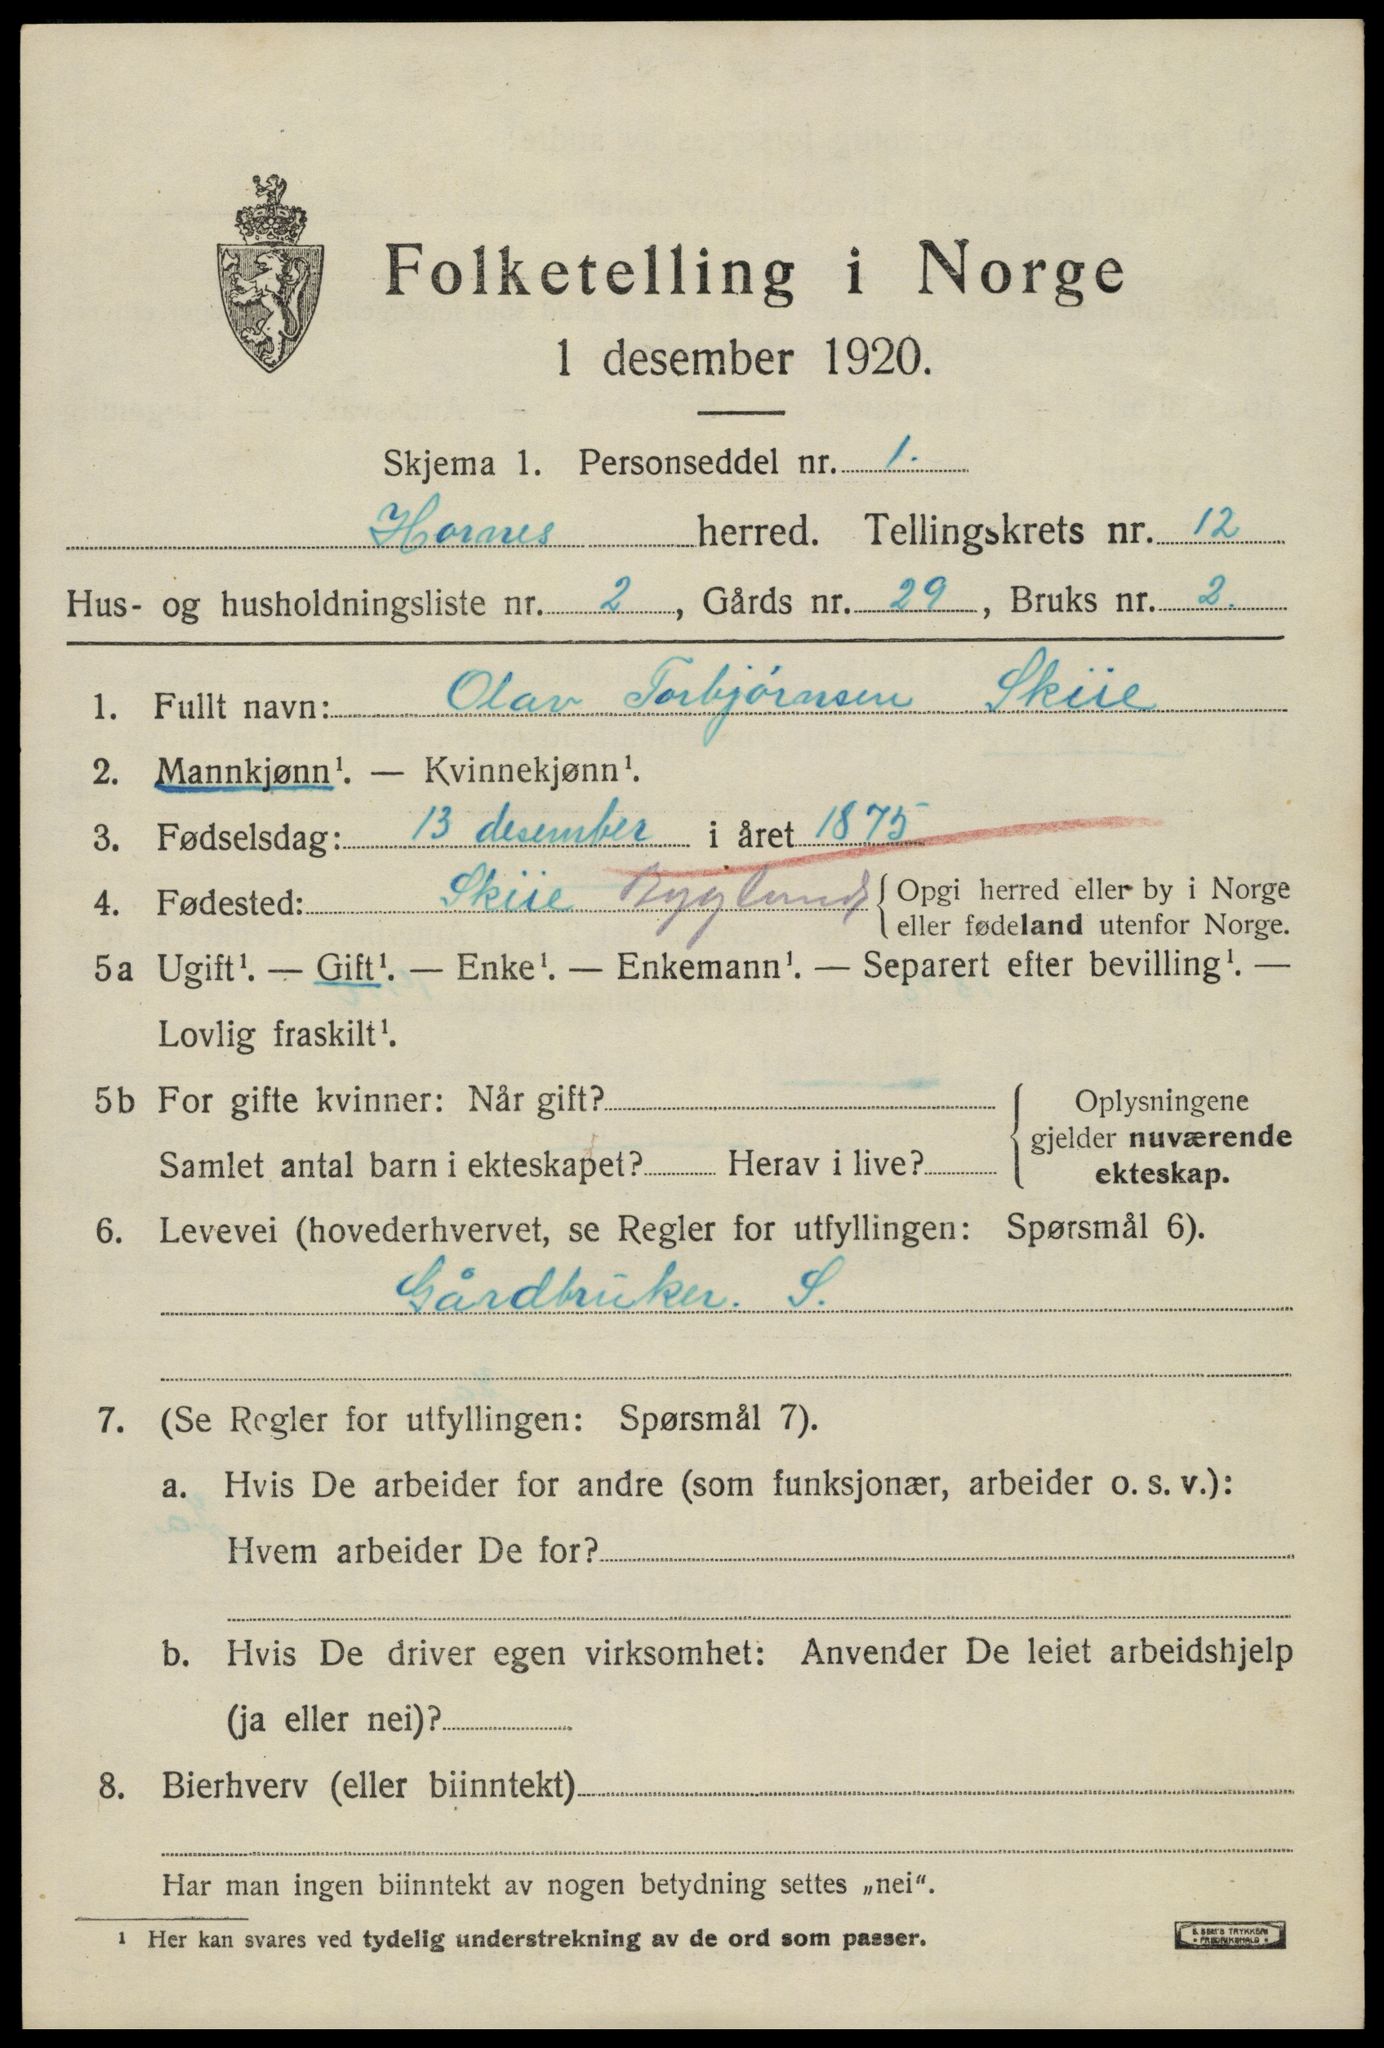 Folketelling i Norge
1 desember 1920.
Skjema 1. Personseddel nr. 1.
Hornes herred. Tellingskrets nr. 12
Hus- og husholdningsliste nr. 2, Gårds nr. 29, Bruks nr. 2.
1. Fullt navn: Olav Torbjørnsen Skiie
2. Mannkjønn¹. — Kvinnekjønn¹.
3. Fødselsdag: 13 desember i året 1875
4. Fødested: Skiie Bygland { Opgi herred eller by i Norge
eller fødeland utenfor Norge.
5a Ugift¹. — Gift¹. — Enke¹. — Enkemann¹. — Separert efter bevilling¹. —
Lovlig fraskilt¹.
5b For gifte kvinner: Når gift?
Samlet antal barn i ekteskapet? Herav i live?
Oplysningene
gjelder nuværende
ekteskap.
6. Levevei (hovederhvervet, se Regler for utfyllingen: Spørsmål 6).
Gårdbruker. S.
7. (Se Regler for utfyllingen: Spørsmål 7).
a. Hvis De arbeider for andre (som funksjonær, arbeider o. s. v.):
Hvem arbeider De for?
b. Hvis De driver egen virksomhet: Anvender De leiet arbeidshjelp
(ja eller nei)?
8. Bierhverv (eller biinntekt)
Har man ingen biinntekt av nogen betydning settes „nei“.
¹ Her kan svares ved tydelig understrekning av de ord som passer.
TRYKKERI
FREDRIKSHALD